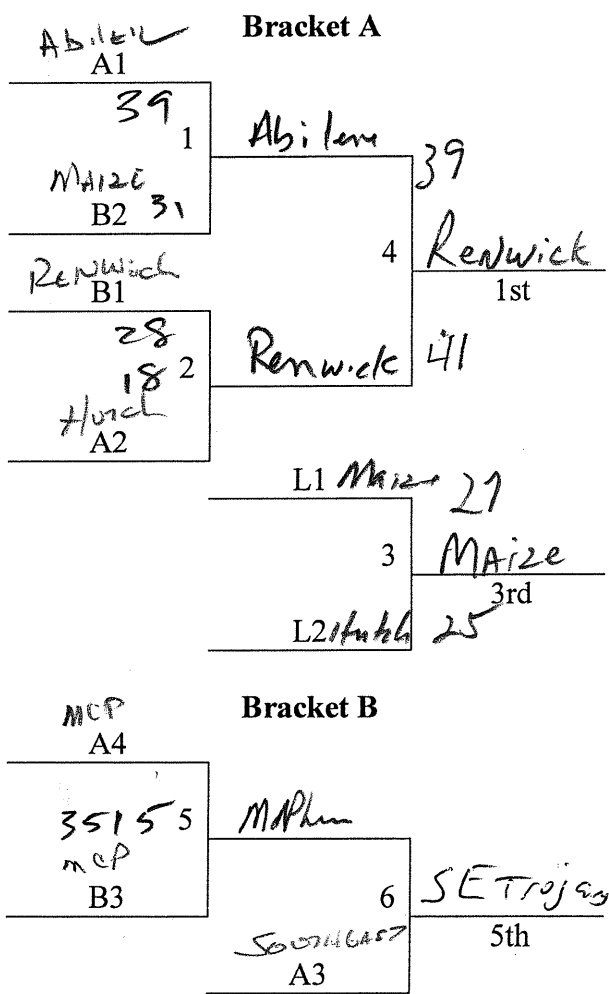 Bracket A
Abilene
A1
39
1
Abilene
39
MAIZE
B2 31
4
Renwick
1st
Renwick
B1
28
18 2
Renwick 41
Hutch
A2
L1 Maize 27
3
MAize
3rd
L2 Hutch 25
Bracket B
MCP
A4
35 15 5
mcP
B3
6
SE Trojans
5th
SOUTHEAST
A3